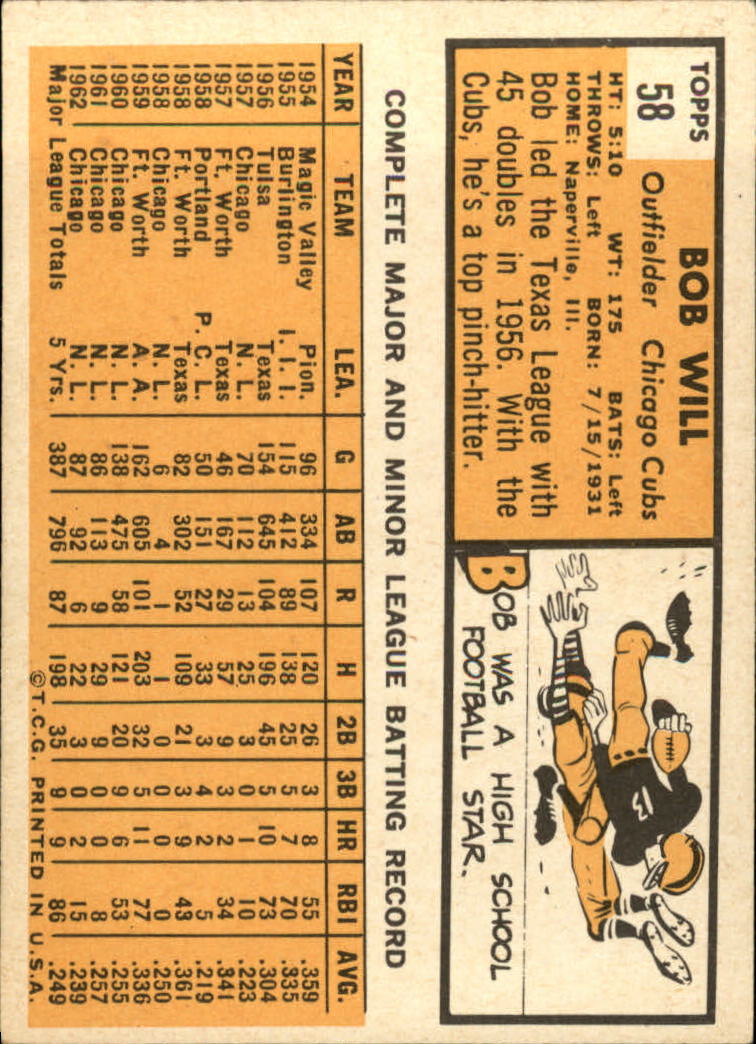 TOPPS
58
BOB WILL
Outfielder Chicago Cubs
HT: 5:10 WT: 175 BATS: Left
THROWS: Left BORN: 7/15/1931
HOME: Naperville, Ill.
Bob led the Texas League with
45 doubles in 1956. With the
Cubs, he's a top pinch-hitter.
BOB WAS A HIGH SCHOOL
FOOTBALL STAR.
13
COMPLETE MAJOR AND MINOR LEAGUE BATTING RECORD
YEAR TEAM LEA. G AB R H 2B 3B HR RBI AVG.
1954 Magic Valley Pion. 96 334 107 120 26 3 8 55 .359
1955 Burlington I. I. I. 115 412 89 138 25 5 7 70 .335
1956 Tulsa Texas 154 645 104 196 45 5 10 73 .304
1957 Chicago N. L. 70 112 13 25 3 0 1 10 .223
1957 Ft. Worth Texas 46 167 29 57 9 3 2 34 .341
1958 Portland P. C. L. 50 151 27 33 3 4 2 5 .219
1958 Ft. Worth Texas 82 302 52 109 21 3 9 43 .361
1958 Chicago N. L. 6 4 1 1 0 0 0 0 .250
1959 Ft. Worth A. A. 162 605 101 203 32 5 11 77 .336
1960 Chicago N. L. 138 475 58 121 20 9 6 53 .255
1961 Chicago N. L. 86 113 9 29 9 0 0 8 .257
1962 Chicago N. L. 87 92 6 22 3 0 2 15 .239
Major League Totals 5 Yrs. 387 796 87 198 35 9 9 86 .249
©T.C.G. PRINTED IN U.S.A.